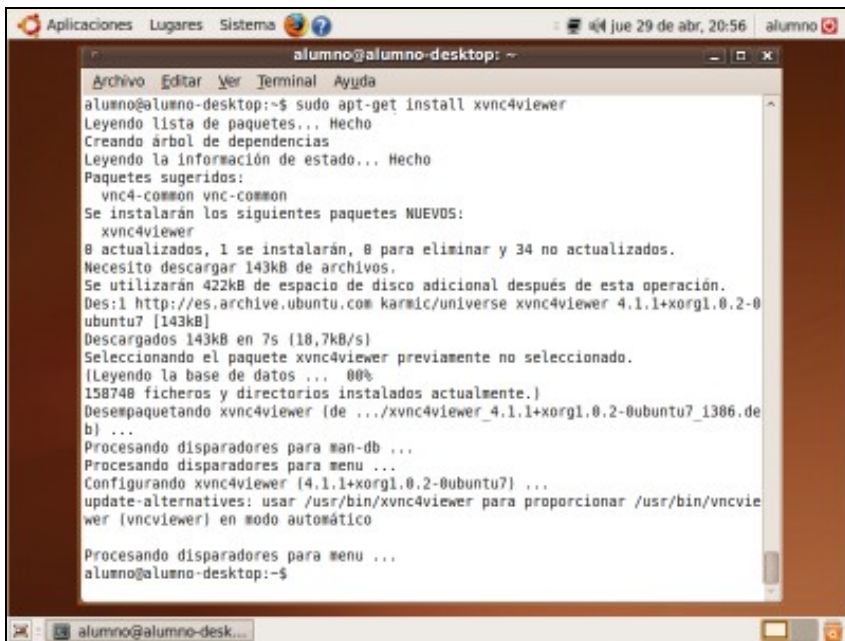 Aplicaciones Lugares Sistema jue 29 de abr, 20:56 alumno
alumno@alumno-desktop: ~
Archivo Editar Ver Terminal Ayuda
alumno@alumno-desktop:~$ sudo apt-get install xvnc4viewer
Leyendo lista de paquetes... Hecho
Creando árbol de dependencias
Leyendo la información de estado... Hecho
Paquetes sugeridos:
vnc4-common vnc-common
Se instalarán los siguientes paquetes NUEVOS:
xvnc4viewer
0 actualizados, 1 se instalarán, 0 para eliminar y 34 no actualizados.
Necesito descargar 143kB de archivos.
Se utilizarán 422kB de espacio de disco adicional después de esta operación.
Des:1 http://es.archive.ubuntu.com karmic/universe xvnc4viewer 4.1.1+xorg1.0.2-0
ubuntu7 [143kB]
Descargados 143kB en 7s (18,7kB/s)
Seleccionando el paquete xvnc4viewer previamente no seleccionado.
(Leyendo la base de datos ... 00%
158740 ficheros y directorios instalados actualmente.)
Desempaquetando xvnc4viewer (de .../xvnc4viewer_4.1.1+xorg1.0.2-0ubuntu7_i386.de
b) ...
Procesando disparadores para man-db ...
Procesando disparadores para menu ...
Configurando xvnc4viewer (4.1.1+xorg1.0.2-0ubuntu7) ...
update-alternatives: usar /usr/bin/xvnc4viewer para proporcionar /usr/bin/vncvie
wer (vncviewer) en modo automático
Procesando disparadores para menu ...
alumno@alumno-desktop:~$
alumno@alumno-desk...